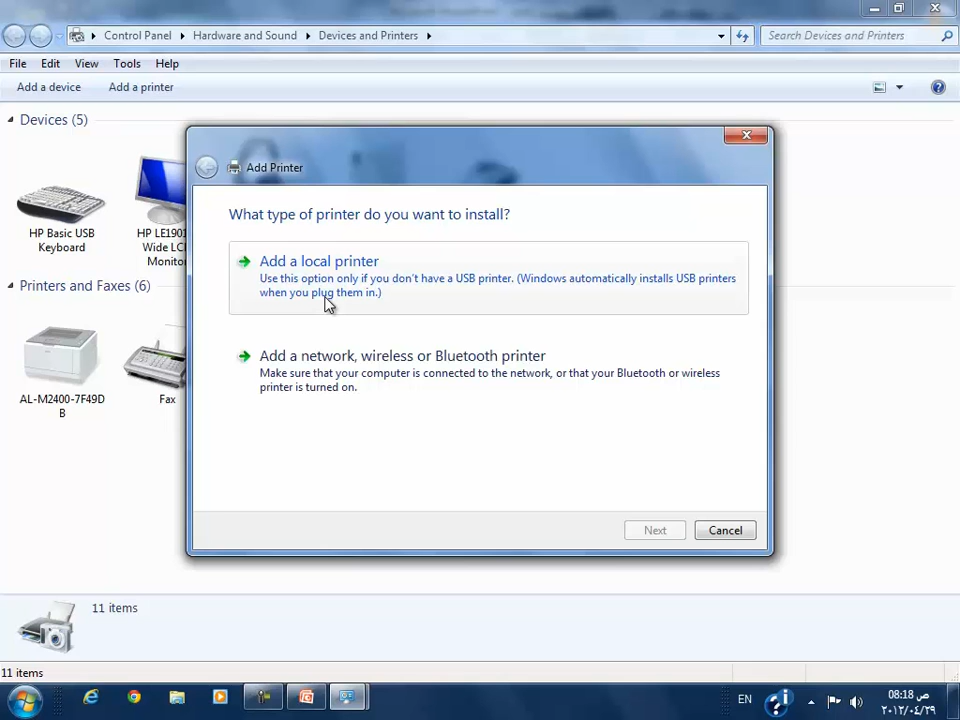 Control Panel
Hardware and Sound
Devices and Printers
Search Devices and Printers
File
Edit
View
Tools
Help
Add a device
Add a printer
Devices (5)
HP Basic USB
Keyboard
HP LE1901
Wide LCD
Monitor
Printers and Faxes (6)
AL-M2400-7F49D
B
Fax
Add Printer
What type of printer do you want to install?
Add a local printer
Use this option only if you don't have a USB printer. (Windows automatically installs USB printers
when you plug them in.)
Add a network, wireless or Bluetooth printer
Make sure that your computer is connected to the network, or that your Bluetooth or wireless
printer is turned on.
Next
Cancel
11 items
11 items
EN
08:18 ص
٢٠١٢/٠٤/٢٩